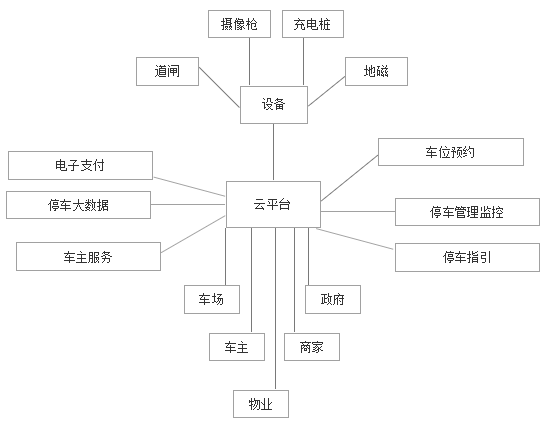 摄像枪
充电桩
道闸
地磁
设备
车位预约
电子支付
云平台
停车大数据
停车管理监控
车主服务
停车指引
车场
政府
车主
商家
物业